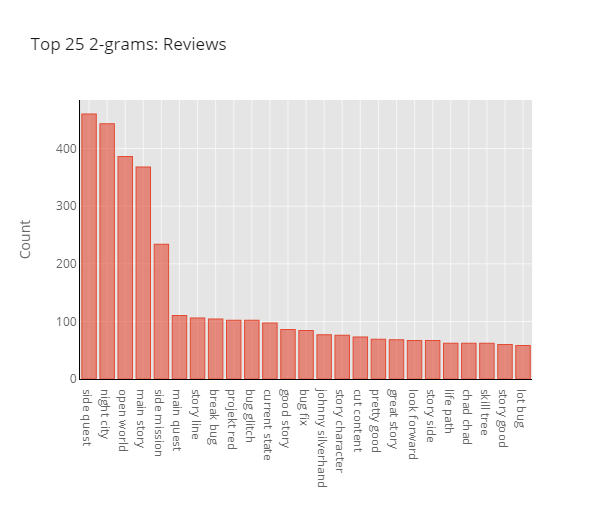 Top 25 2-grams: Reviews
Count
400
300
200
100
0
side quest
night city
open world
main story
side mission
main quest
story line
break bug
projekt red
bug glitch
current state
good story
bug fix
johnny silverhand
story character
cut content
pretty good
great story
look forward
story side
life path
chad chad
skill tree
story good
lot bug